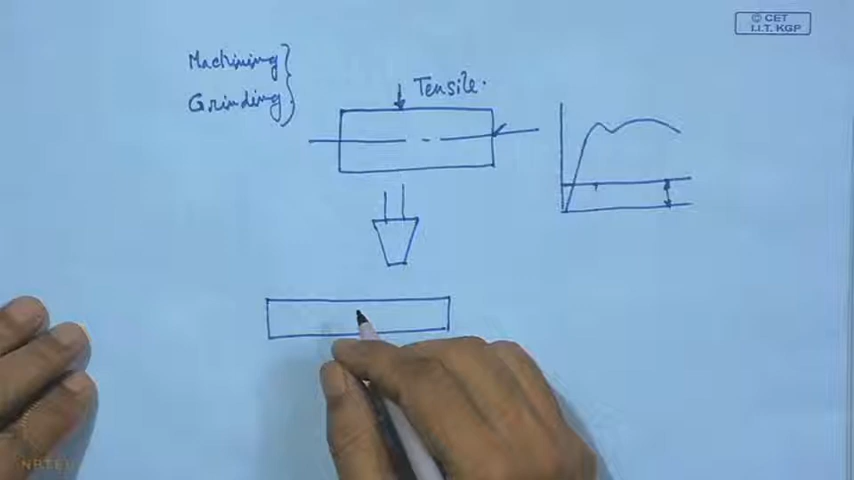 © CET
I.I.T. KGP
Machining
Grinding
Tensile.
NPTEL